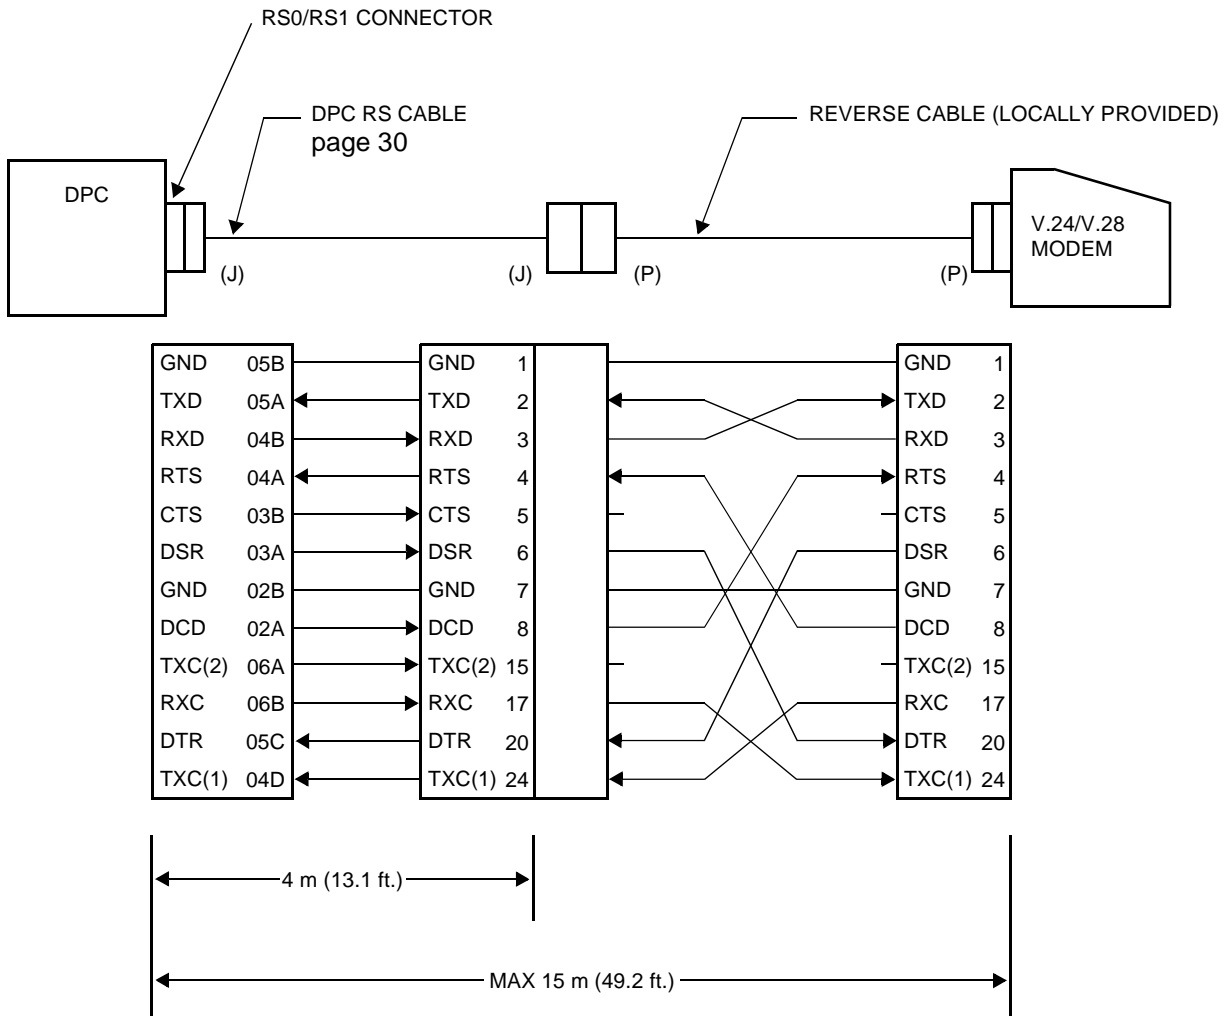 RS0/RS1 CONNECTOR
DPC RS CABLE
page 30
REVERSE CABLE (LOCALLY PROVIDED)
DPC
V.24/V.28
MODEM
(J) (J) (P) (P)
GND 05B GND 1 GND 1
TXD 05A TXD 2 TXD 2
RXD 04B RXD 3 RXD 3
RTS 04A RTS 4 RTS 4
CTS 03B CTS 5 CTS 5
DSR 03A DSR 6 DSR 6
GND 02B GND 7 GND 7
DCD 02A DCD 8 DCD 8
TXC(2) 06A TXC(2) 15 TXC(2) 15
RXC 06B RXC 17 RXC 17
DTR 05C DTR 20 DTR 20
TXC(1) 04D TXC(1) 24 TXC(1) 24
4 m (13.1 ft.)
MAX 15 m (49.2 ft.)